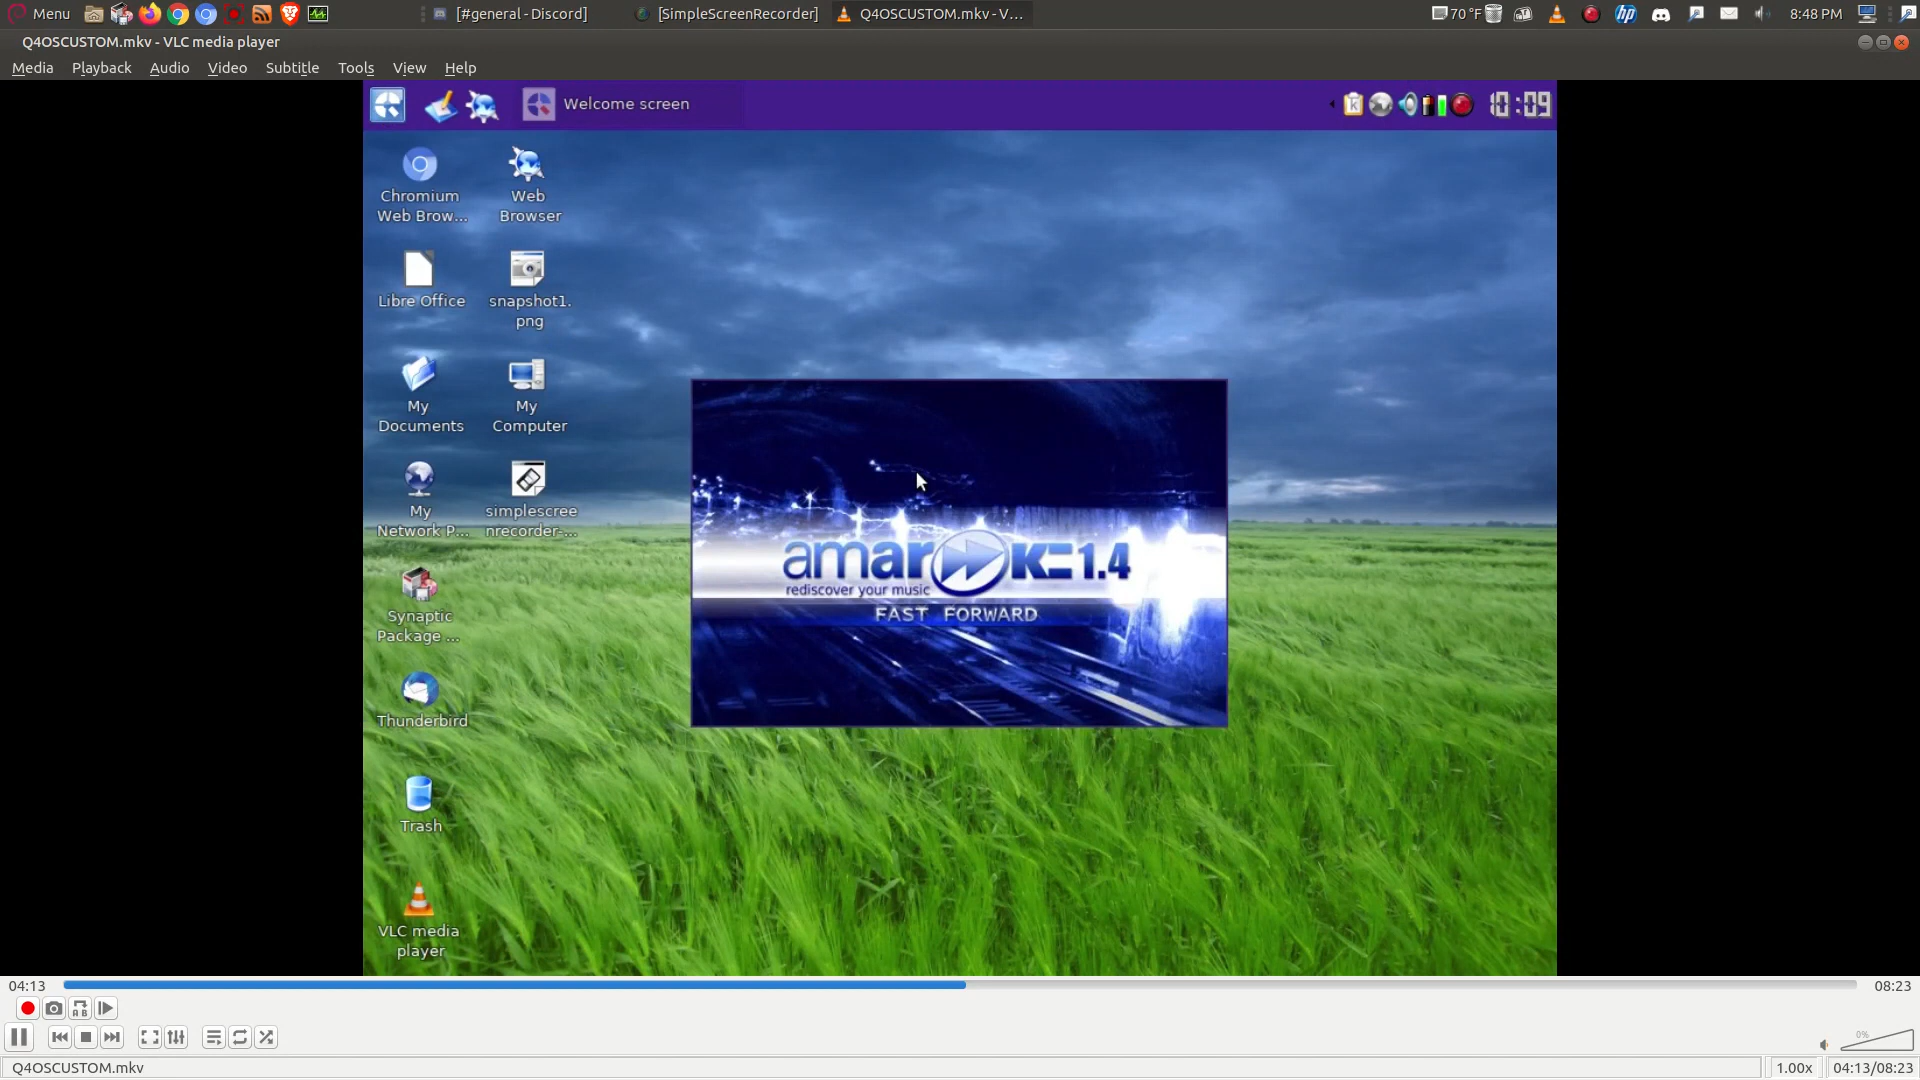 Menu
[#general - Discord]
[SimpleScreenRecorder]
Q4OSCUSTOM.mkv - V...
70 °F
hp
8:48 PM
Q4OSCUSTOM.mkv - VLC media player
Media Playback Audio Video Subtitle Tools View Help
Welcome screen
k
Chromium
Web Brow...
Web
Browser
Libre Office
snapshot1.
png
My
Documents
My
Computer
My
Network P...
simplescree
nrecorder-...
Synaptic
Package ...
Thunderbird
Trash
VLC media
player
amarok 1.4
rediscover your music
FAST FORWARD
04:13
08:23
A B
0%
Q4OSCUSTOM.mkv
1.00x
04:13/08:23